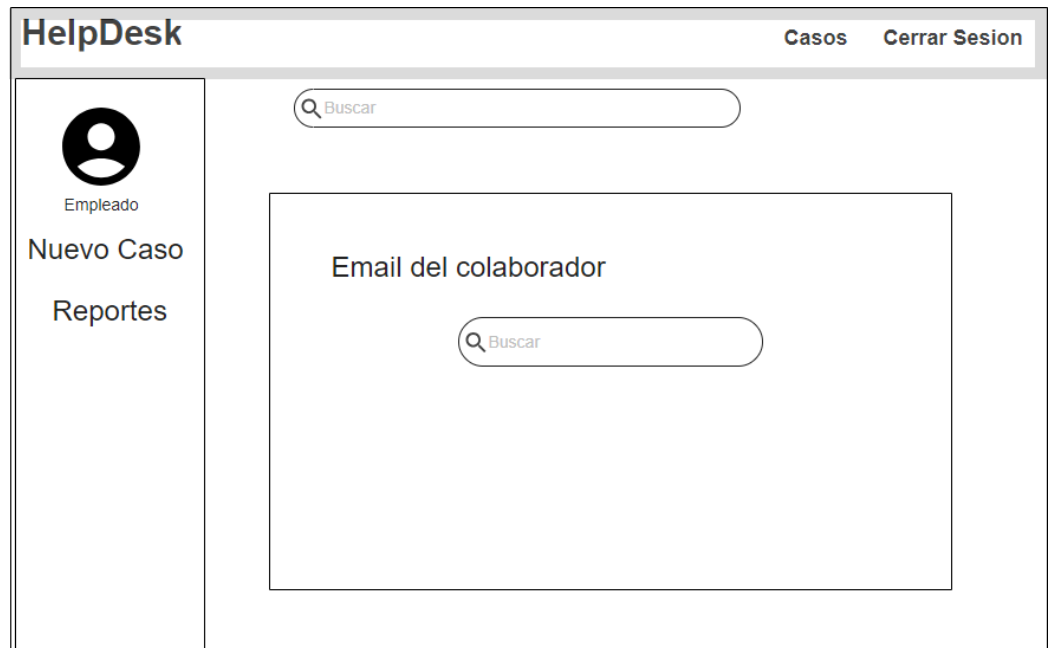 HelpDesk
Casos
Cerrar Sesion
Buscar
Empleado
Nuevo Caso
Reportes
Email del colaborador
Buscar